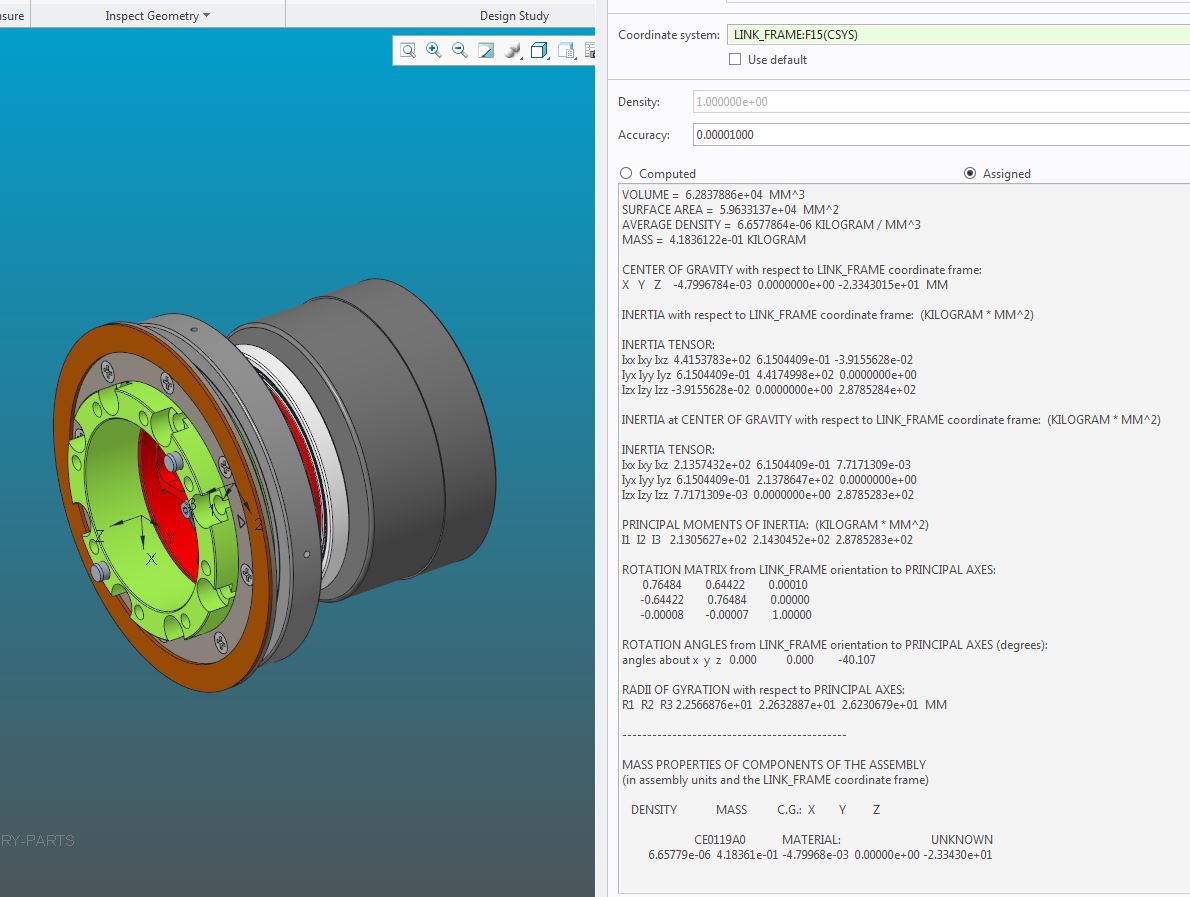 sure Inspect Geometry Design Study
Coordinate system: LINK_FRAME:F15(CSYS)
Use default
Density: 1.000000e+00
Accuracy: 0.00001000
Computed Assigned
VOLUME = 6.2837886e+04 MM^3
SURFACE AREA = 5.9633137e+04 MM^2
AVERAGE DENSITY = 6.6577864e-06 KILOGRAM / MM^3
MASS = 4.1836122e-01 KILOGRAM
CENTER OF GRAVITY with respect to LINK_FRAME coordinate frame:
X Y Z -4.7996784e-03 0.0000000e+00 -2.3343015e+01 MM
INERTIA with respect to LINK_FRAME coordinate frame: (KILOGRAM * MM^2)
INERTIA TENSOR:
Ixx Ixy Ixz 4.4153783e+02 6.1504409e-01 -3.9155628e-02
Iyx Iyy Iyz 6.1504409e-01 4.4174998e+02 0.0000000e+00
Izx Izy Izz -3.9155628e-02 0.0000000e+00 2.8785284e+02
INERTIA at CENTER OF GRAVITY with respect to LINK_FRAME coordinate frame: (KILOGRAM * MM^2)
INERTIA TENSOR:
Ixx Ixy Ixz 2.1357432e+02 6.1504409e-01 7.7171309e-03
Iyx Iyy Iyz 6.1504409e-01 2.1378647e+02 0.0000000e+00
Izx Izy Izz 7.7171309e-03 0.0000000e+00 2.8785283e+02
PRINCIPAL MOMENTS OF INERTIA: (KILOGRAM * MM^2)
I1 I2 I3 2.1305627e+02 2.1430452e+02 2.8785283e+02
ROTATION MATRIX from LINK_FRAME orientation to PRINCIPAL AXES:
0.76484 0.64422 0.00010
-0.64422 0.76484 0.00000
-0.00008 -0.00007 1.00000
ROTATION ANGLES from LINK_FRAME orientation to PRINCIPAL AXES (degrees):
angles about x y z 0.000 0.000 -40.107
RADII OF GYRATION with respect to PRINCIPAL AXES:
R1 R2 R3 2.2566876e+01 2.2632887e+01 2.6230679e+01 MM
---------------------------------------------
MASS PROPERTIES OF COMPONENTS OF THE ASSEMBLY
(in assembly units and the LINK_FRAME coordinate frame)
DENSITY MASS C.G.: X Y Z
CE0119A0 MATERIAL: UNKNOWN
6.65779e-06 4.18361e-01 -4.79968e-03 0.00000e+00 -2.33430e+01
Z
X
Y
2
RY-PARTS